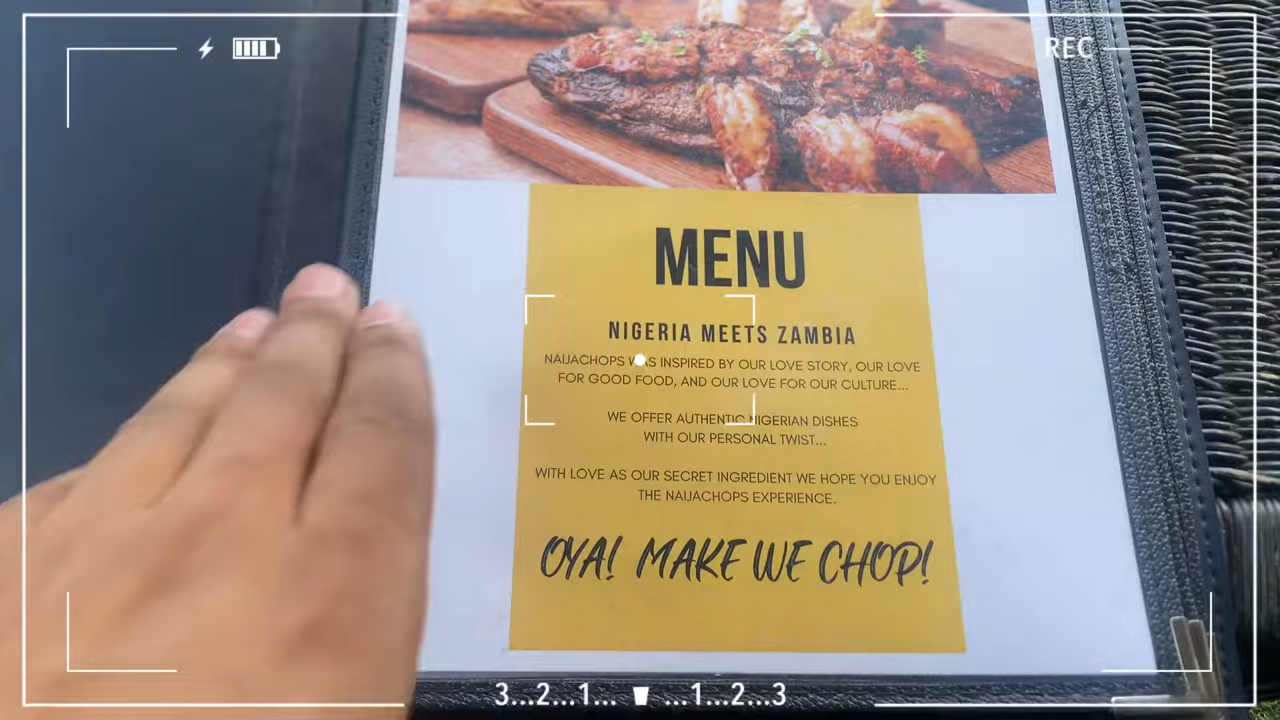 REC
MENU
NIGERIA MEETS ZAMBIA
NAIJACHOPS WAS INSPIRED BY OUR LOVE STORY, OUR LOVE
FOR GOOD FOOD, AND OUR LOVE FOR OUR CULTURE...
WE OFFER AUTHENTIC NIGERIAN DISHES
WITH OUR PERSONAL TWIST...
WITH LOVE AS OUR SECRET INGREDIENT WE HOPE YOU ENJOY
THE NAIJACHOPS EXPERIENCE.
OYA! MAKE WE CHOP!
3...2...1... ...1...2...3